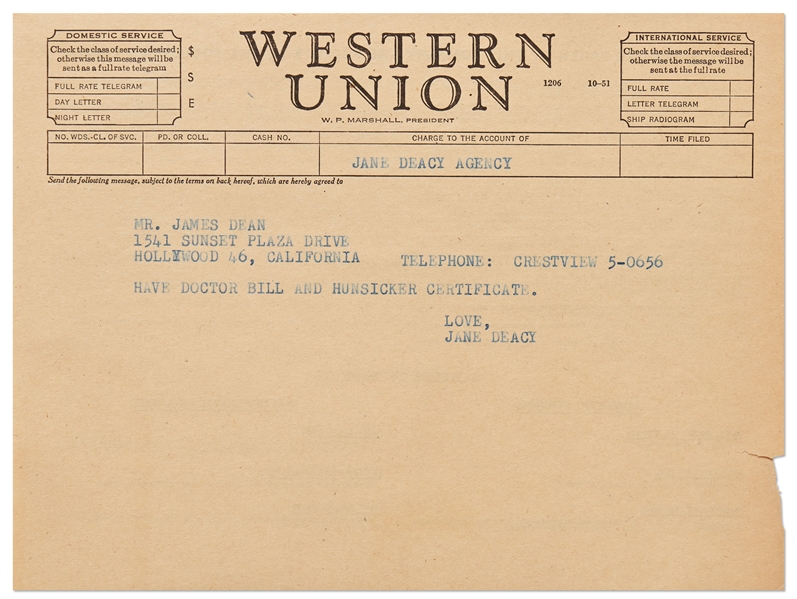 DOMESTIC SERVICE
Check the class of service desired;
otherwise this message will be
sent as a full rate telegram
FULL RATE TELEGRAM
DAY LETTER
NIGHT LETTER
$
S
E
WESTERN
UNION
1206 10-51
W. P. MARSHALL, PRESIDENT
INTERNATIONAL SERVICE
Check the class of service desired;
otherwise the message will be
sent at the full rate
FULL RATE
LETTER TELEGRAM
SHIP RADIOGRAM
NO. WDS.-CL. OF SVC. PD. OR COLL. CASH NO. CHARGE TO THE ACCOUNT OF TIME FILED
JANE DEACY AGENCY
Send the following message, subject to the terms on back hereof, which are hereby agreed to
MR. JAMES DEAN
1541 SUNSET PLAZA DRIVE
HOLLYWOOD 46, CALIFORNIA TELEPHONE: CRESTVIEW 5-0656
HAVE DOCTOR BILL AND HUNSICKER CERTIFICATE.
LOVE,
JANE DEACY